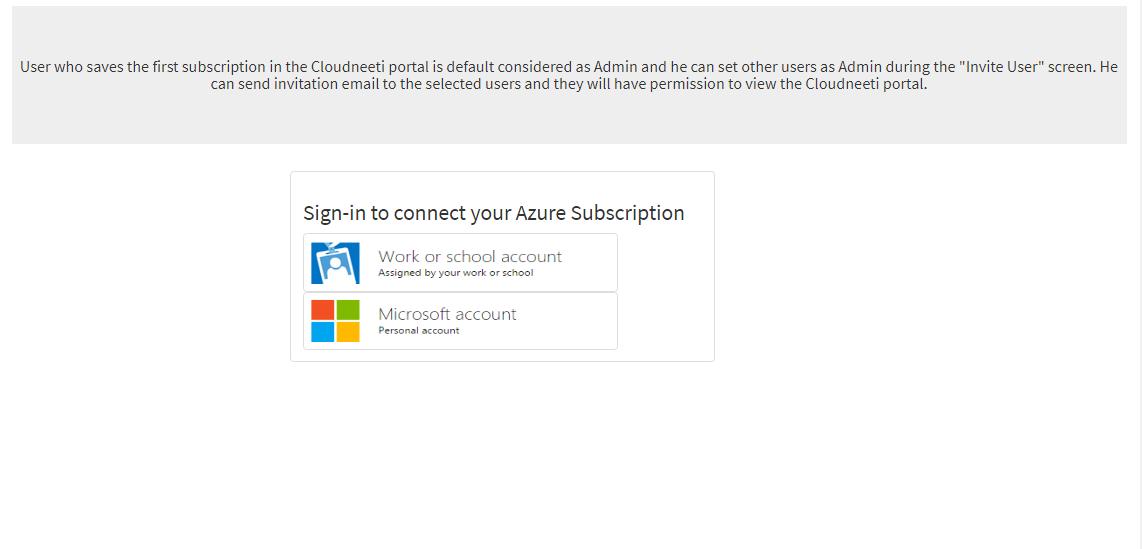 User who saves the first subscription in the Cloudneeti portal is default considered as Admin and he can set other users as Admin during the "Invite User" screen. He
can send invitation email to the selected users and they will have permission to view the Cloudneeti portal.
Sign-in to connect your Azure Subscription
Work or school account
Assigned by your work or school
Microsoft account
Personal account